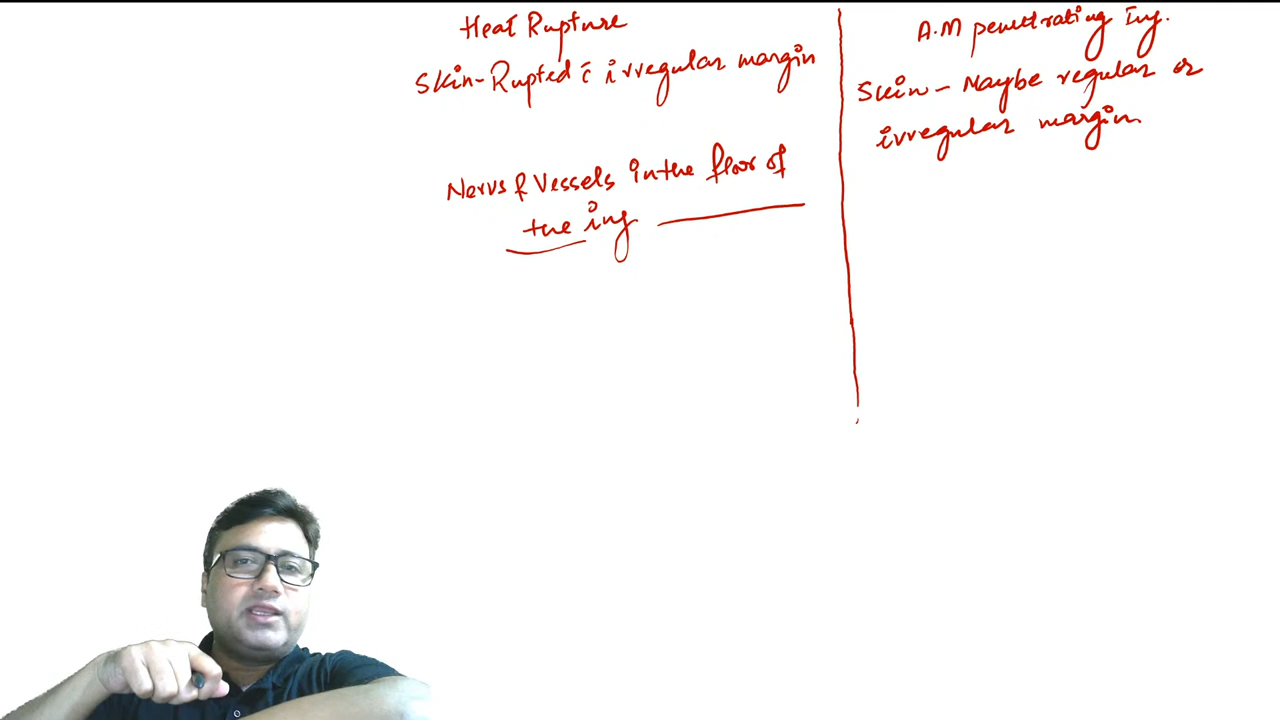 Heat Rupture
Skin-Rupted c̄ irregular margin
Nervs & Vessels in the floor of
the inj
A.M penettrating Inj.
Skin - Maybe regular or
irregular margin.